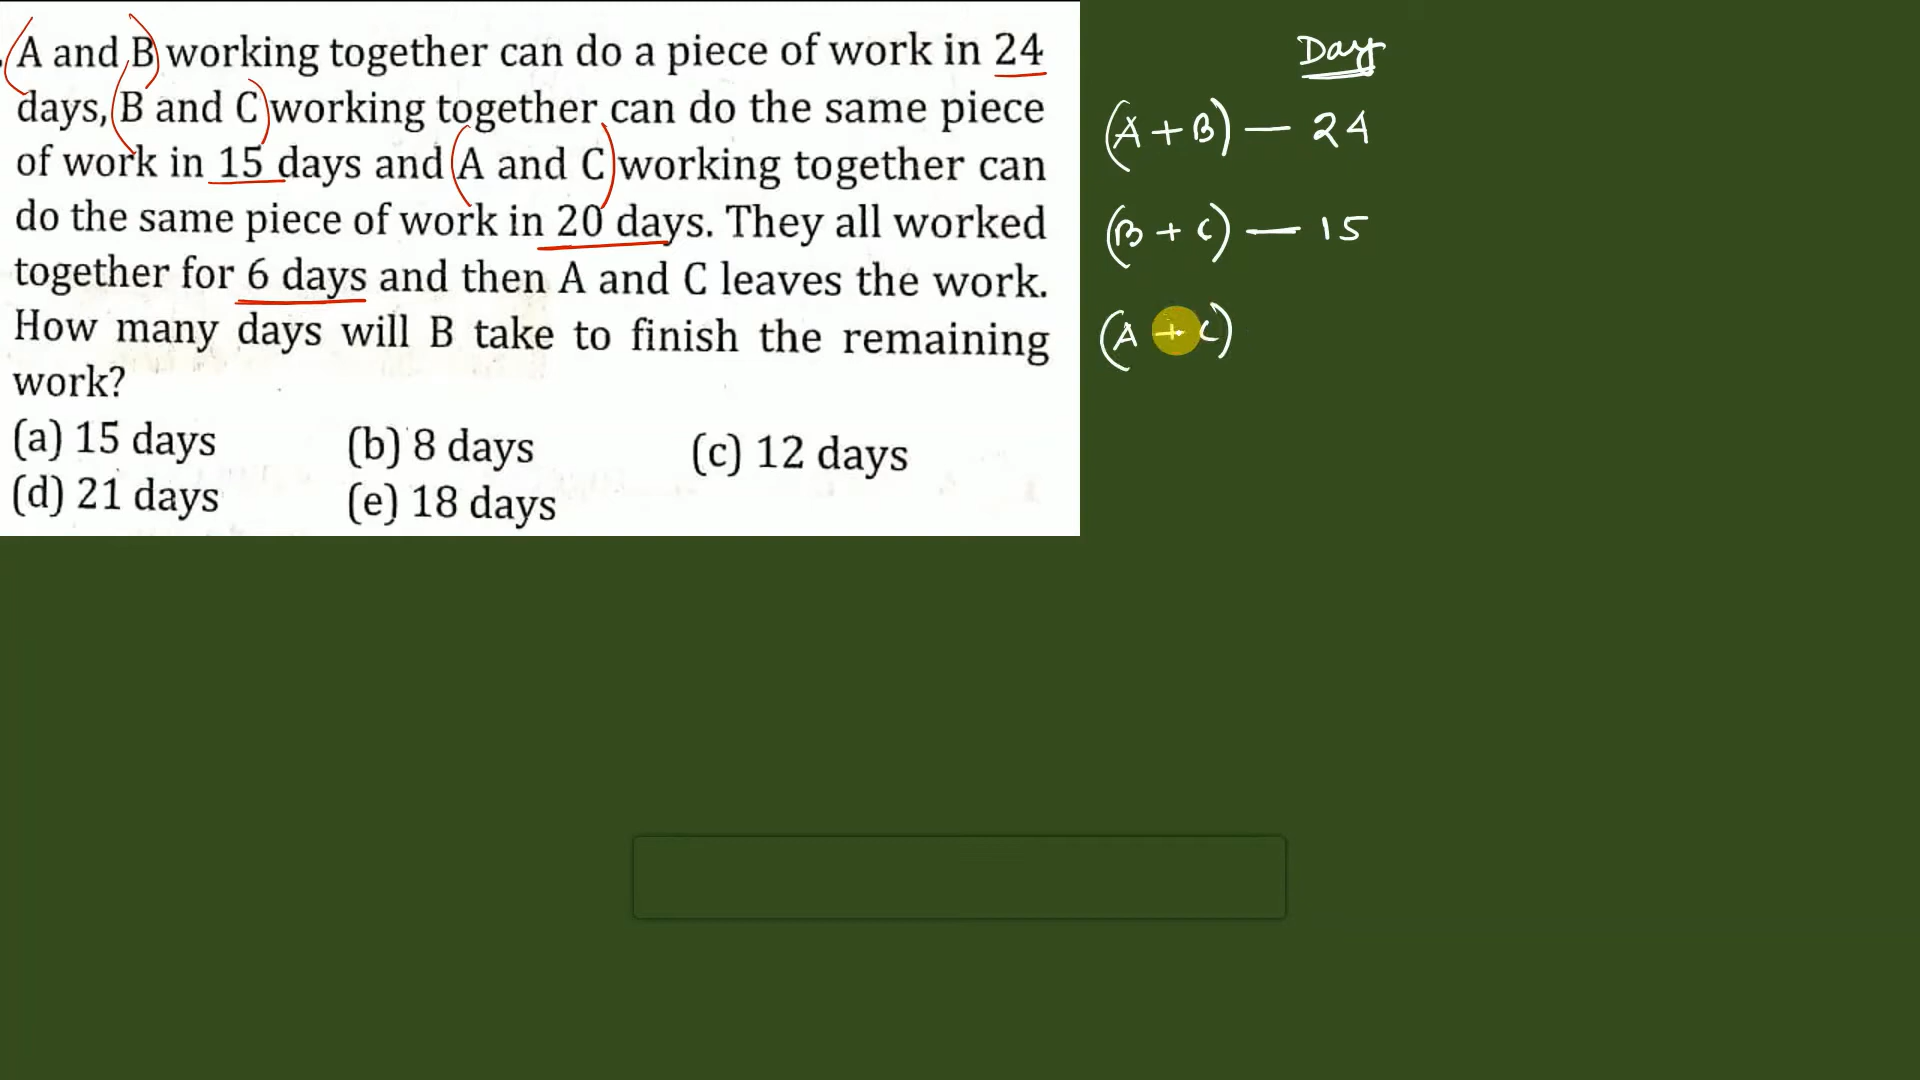 A and B working together can do a piece of work in 24
days, B and C working together can do the same piece
of work in 15 days and A and C working together can
do the same piece of work in 20 days. They all worked
together for 6 days and then A and C leaves the work.
How many days will B take to finish the remaining
work?
(a) 15 days (b) 8 days (c) 12 days
(d) 21 days (e) 18 days
Day
(A + B) — 24
(B + C) — 15
(A + C)